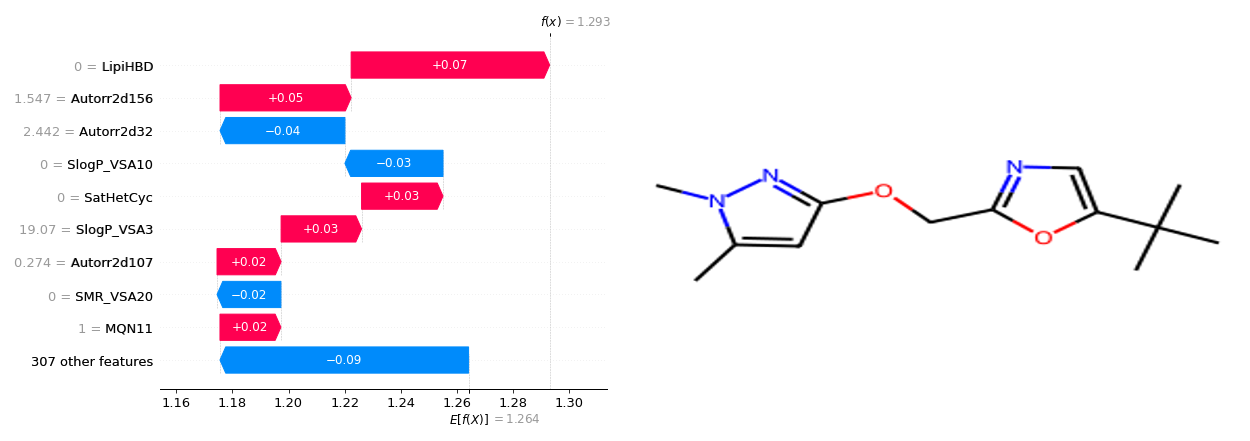 f(x) = 1.293
0 = LipiHBD
+0.07
1.547 = Autorr2d156
+0.05
2.442 = Autorr2d32
−0.04
0 = SlogP_VSA10
−0.03
0 = SatHetCyc
+0.03
19.07 = SlogP_VSA3
+0.03
0.274 = Autorr2d107
+0.02
0 = SMR_VSA20
−0.02
1 = MQN11
+0.02
307 other features
−0.09
1.16 1.18 1.20 1.22 1.24 1.26 1.28 1.30
E[f(X)] = 1.264
N
N
O
N
O